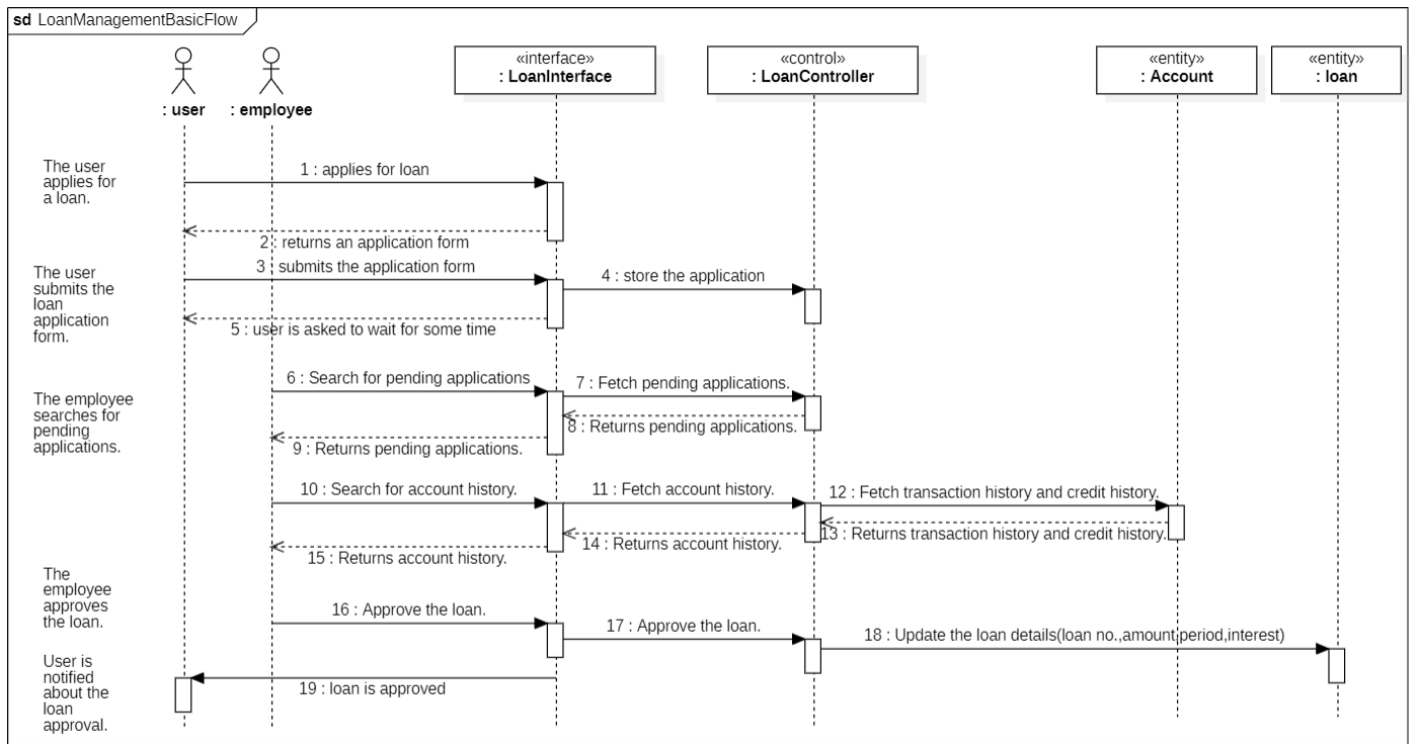 sd LoanManagementBasicFlow
«interface»
: LoanInterface
«control»
: LoanController
«entity»
: Account
«entity»
: loan
: user
: employee
The user
applies for
a loan.
1 : applies for loan
2 : returns an application form
The user
submits the
loan
application
form.
3 : submits the application form
4 : store the application
5 : user is asked to wait for some time
The employee
searches for
pending
applications.
6 : Search for pending applications
7 : Fetch pending applications.
8 : Returns pending applications.
9 : Returns pending applications.
10 : Search for account history.
11 : Fetch account history.
12 : Fetch transaction history and credit history.
13 : Returns transaction history and credit history.
14 : Returns account history.
15 : Returns account history.
The
employee
approves
the loan.
16 : Approve the loan.
17 : Approve the loan.
18 : Update the loan details(loan no.,amount,period,interest)
User is
notified
about the
loan
approval.
19 : loan is approved